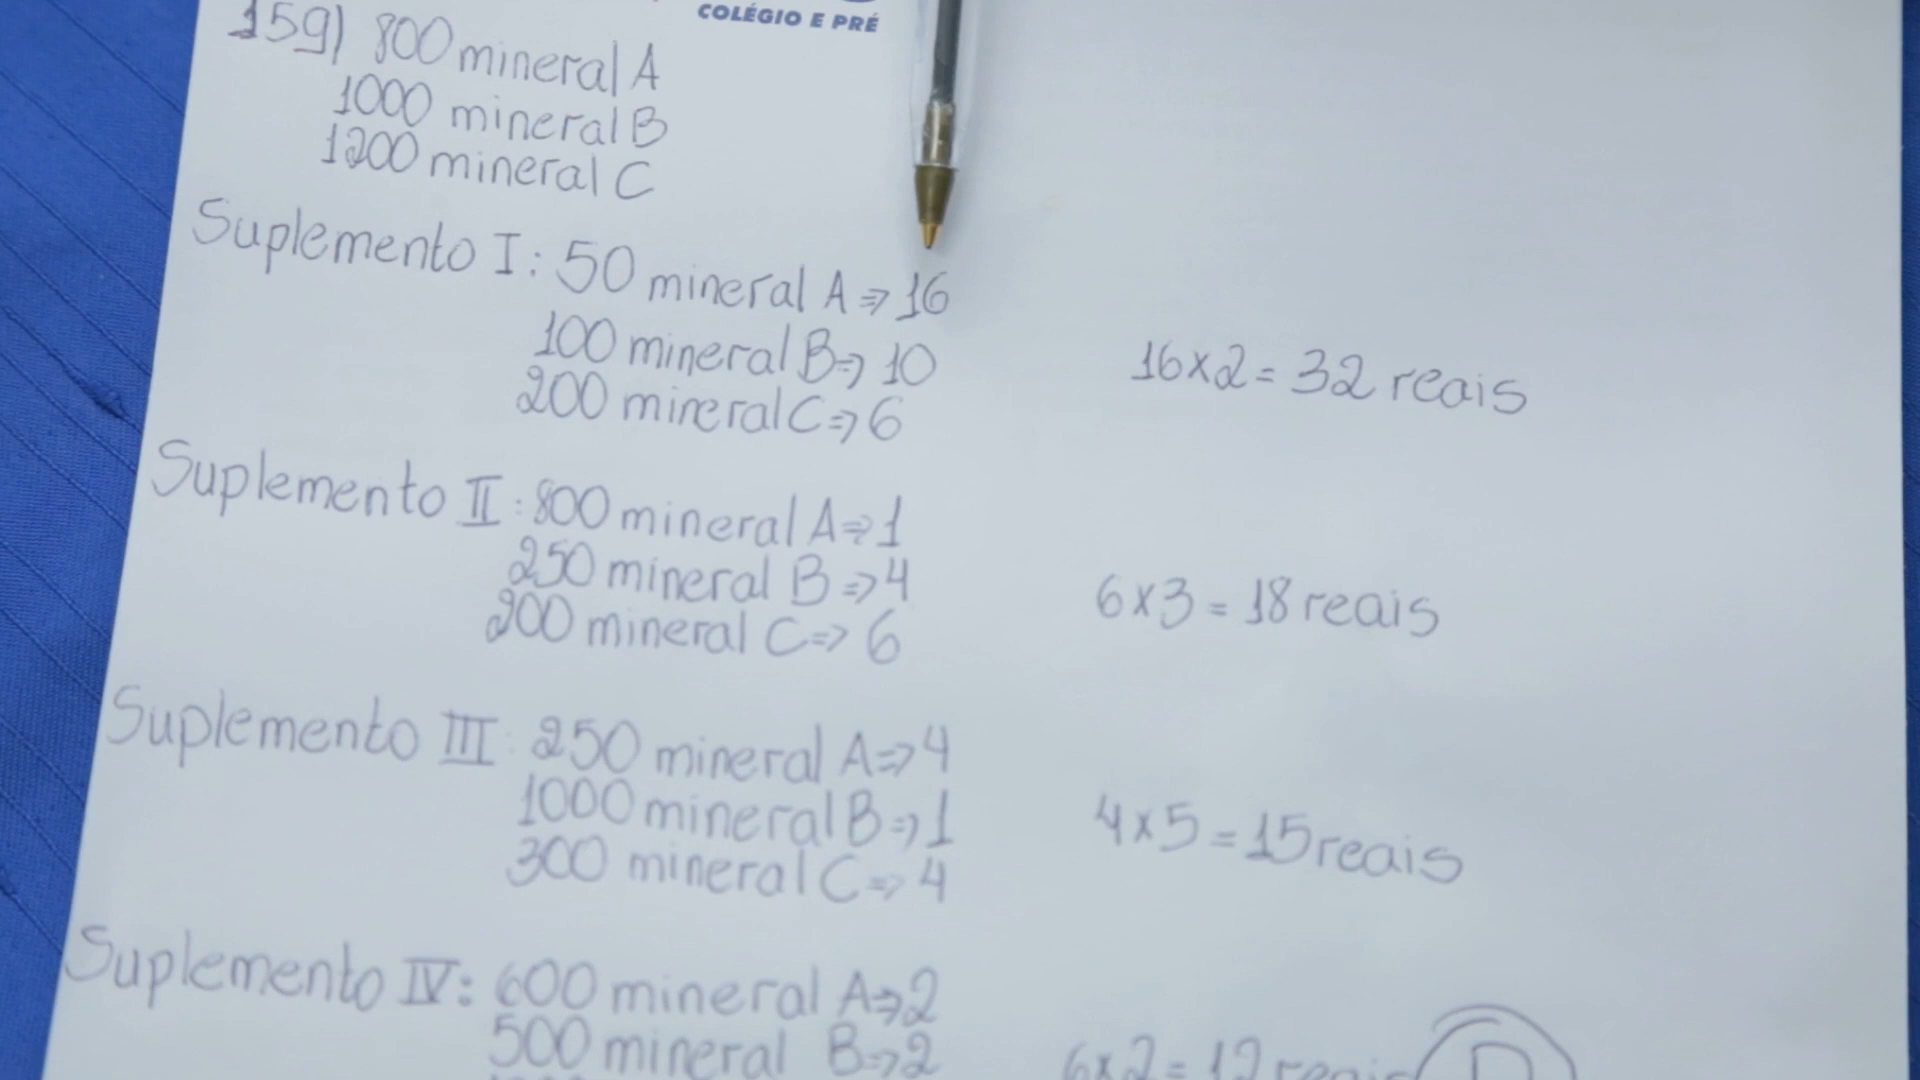 COLÉGIO E PRÉ
159) 800 mineral A
1000 mineral B
1200 mineral C
Suplemento I: 50 mineral A => 16
100 mineral B => 10
200 mineral C => 6
16x2 = 32 reais
Suplemento II: 800 mineral A => 1
250 mineral B => 4
200 mineral C => 6
6x3 = 18 reais
Suplemento III: 250 mineral A => 4
1000 mineral B => 1
300 mineral C => 4
4x5 = 15 reais
Suplemento IV: 600 mineral A => 2
500 mineral B => 2
6x2 = 12 reais